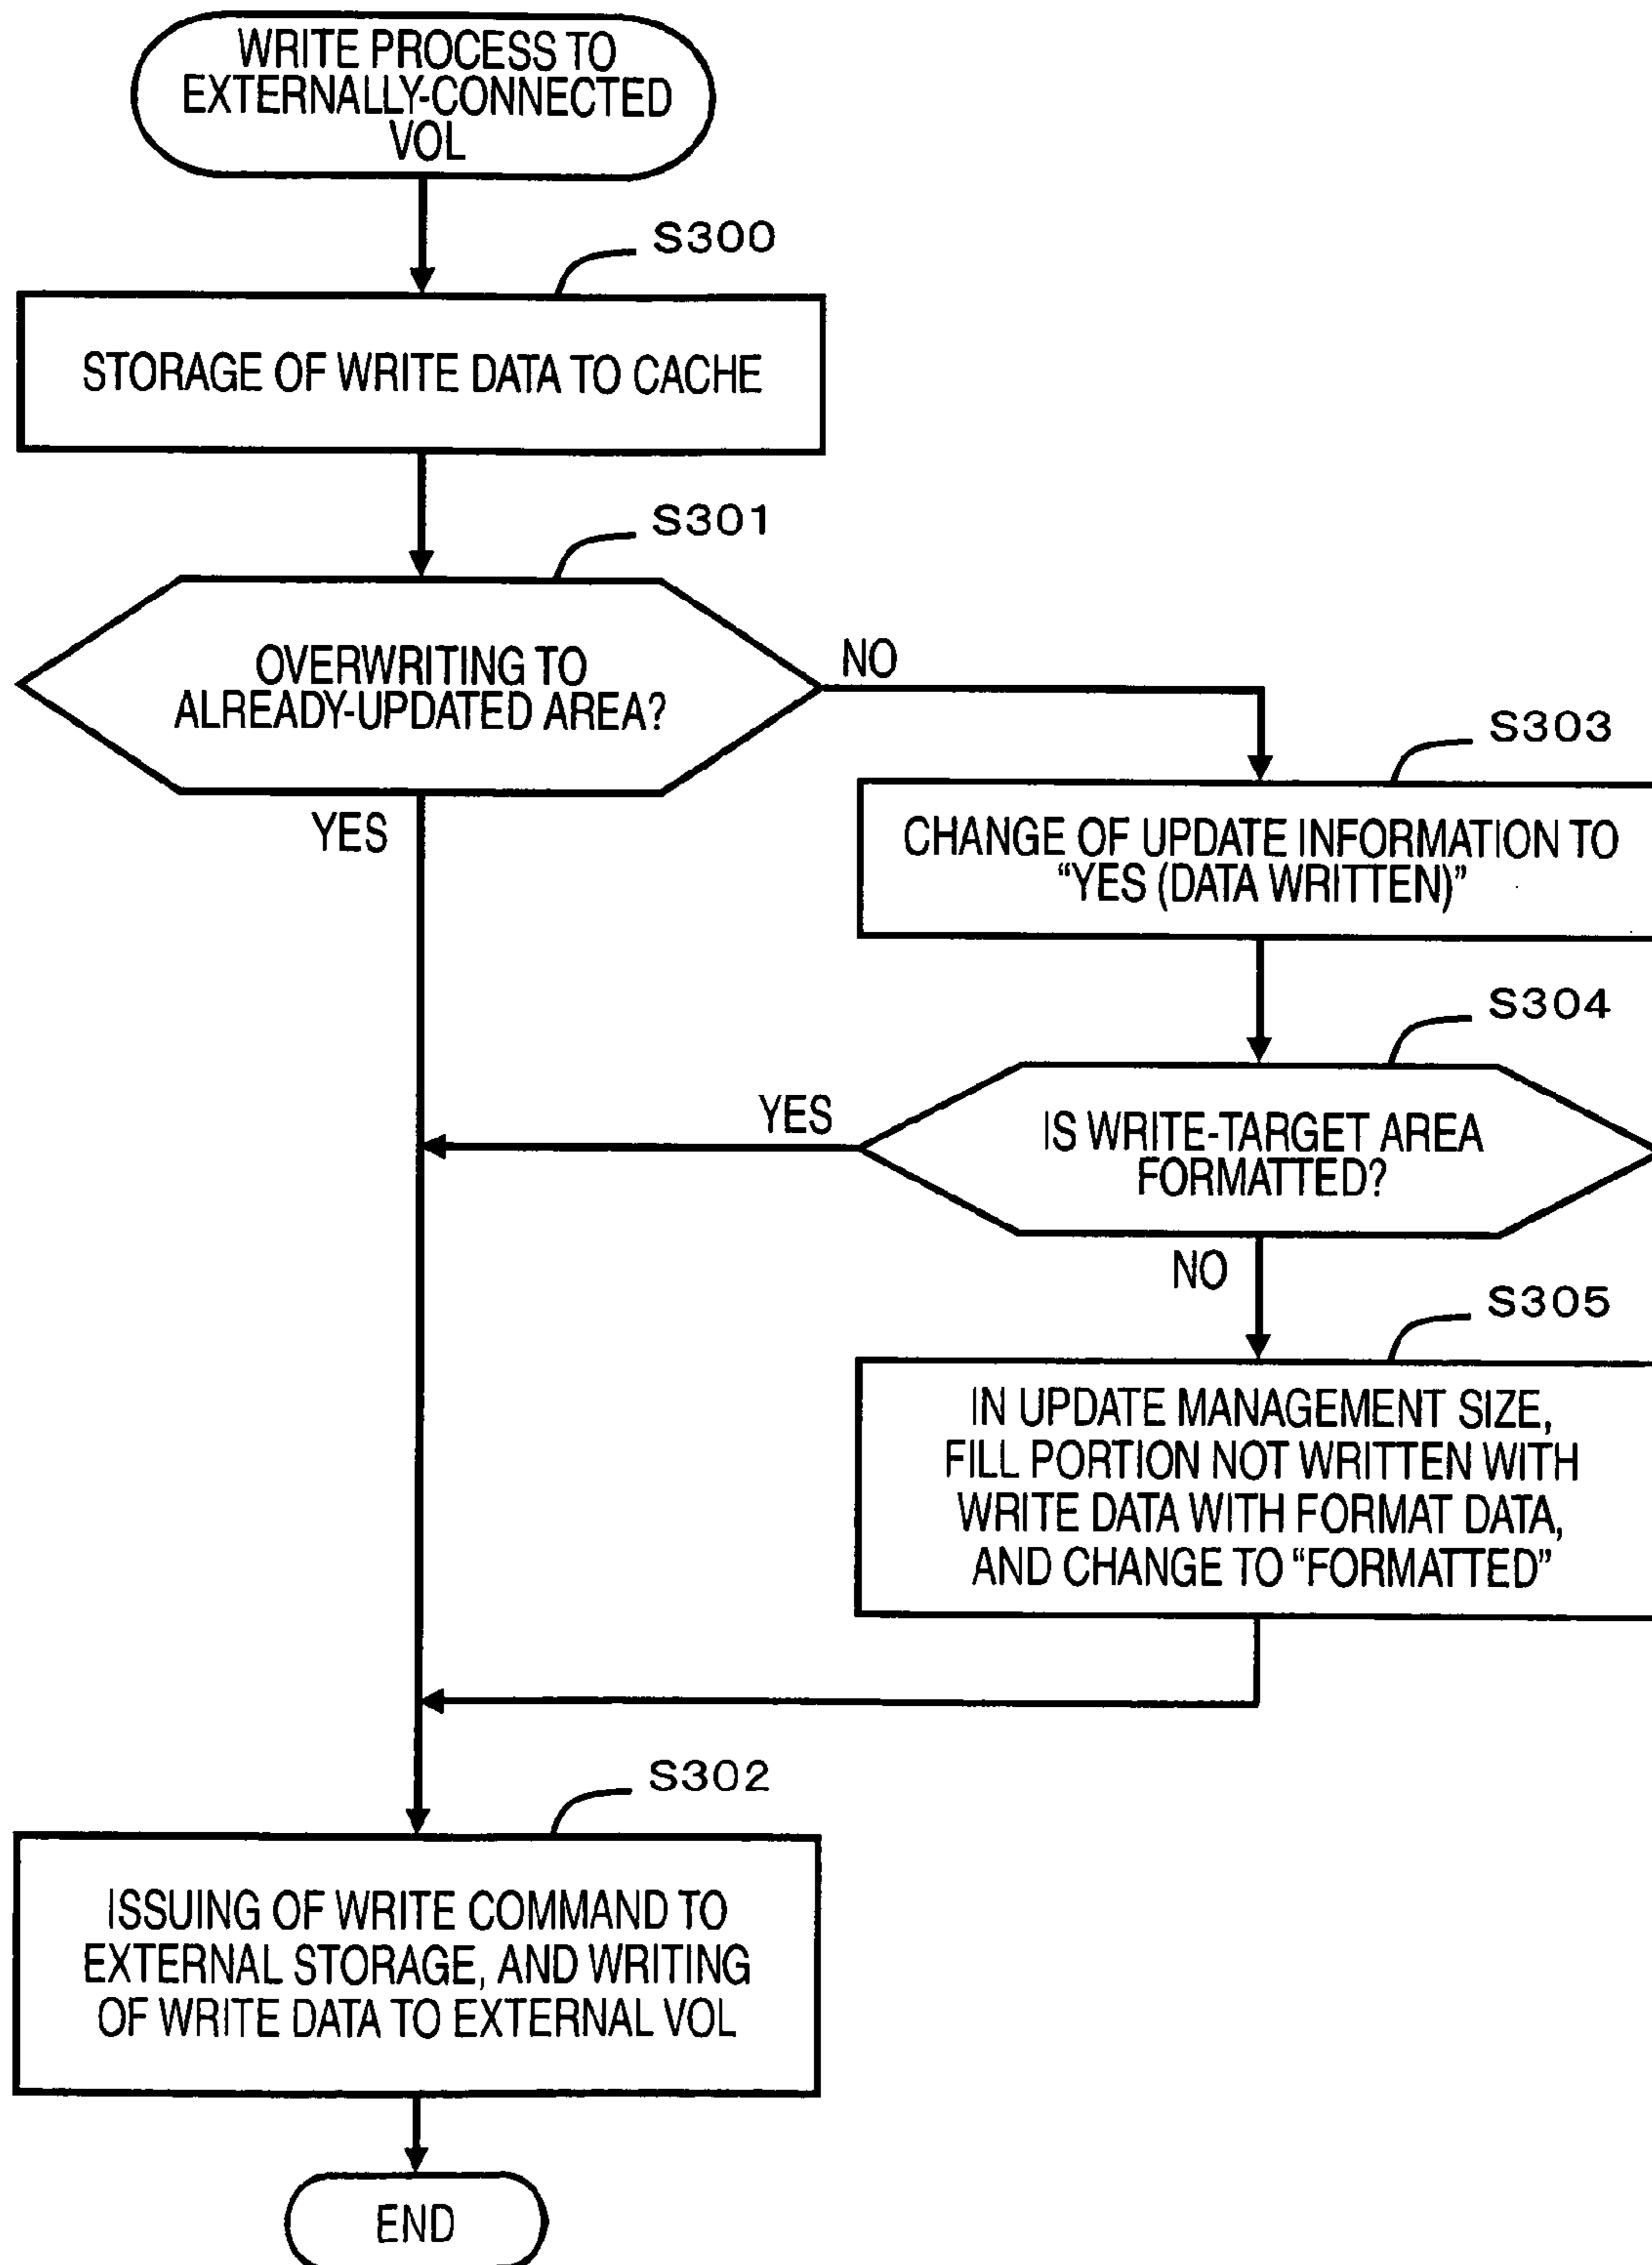 WRITE PROCESS TO
EXTERNALLY-CONNECTED
VOL
S300
STORAGE OF WRITE DATA TO CACHE
S301
OVERWRITING TO
ALREADY-UPDATED AREA?
NO
YES
S303
CHANGE OF UPDATE INFORMATION TO
“YES (DATA WRITTEN)”
S304
IS WRITE-TARGET AREA
FORMATTED?
YES
NO
S305
IN UPDATE MANAGEMENT SIZE,
FILL PORTION NOT WRITTEN WITH
WRITE DATA WITH FORMAT DATA,
AND CHANGE TO “FORMATTED”
S302
ISSUING OF WRITE COMMAND TO
EXTERNAL STORAGE, AND WRITING
OF WRITE DATA TO EXTERNAL VOL
END